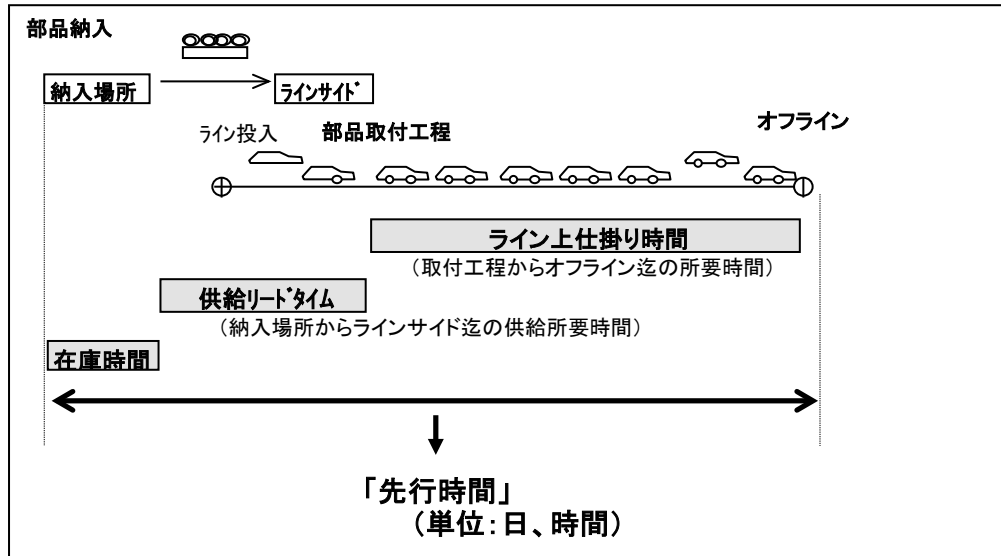 部品納入
納入場所
ラインサイド
ライン投入
部品取付工程
オフライン
ライン上仕掛り時間
（取付工程からオフライン迄の所要時間）
供給リードタイム
（納入場所からラインサイド迄の供給所要時間）
在庫時間
「先行時間」
（単位：日、時間）